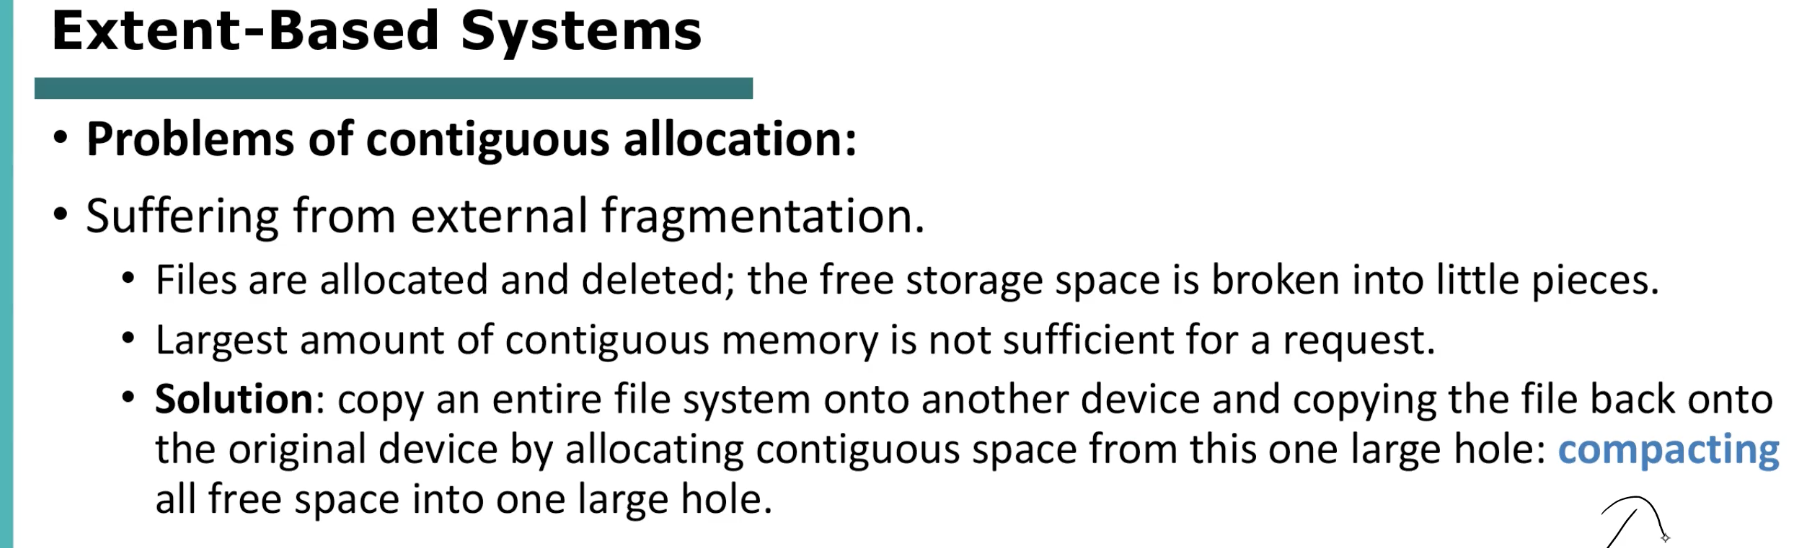 Extent-Based Systems
• Problems of contiguous allocation:
• Suffering from external fragmentation.
• Files are allocated and deleted; the free storage space is broken into little pieces.
• Largest amount of contiguous memory is not sufficient for a request.
• Solution: copy an entire file system onto another device and copying the file back onto
the original device by allocating contiguous space from this one large hole: compacting
all free space into one large hole.